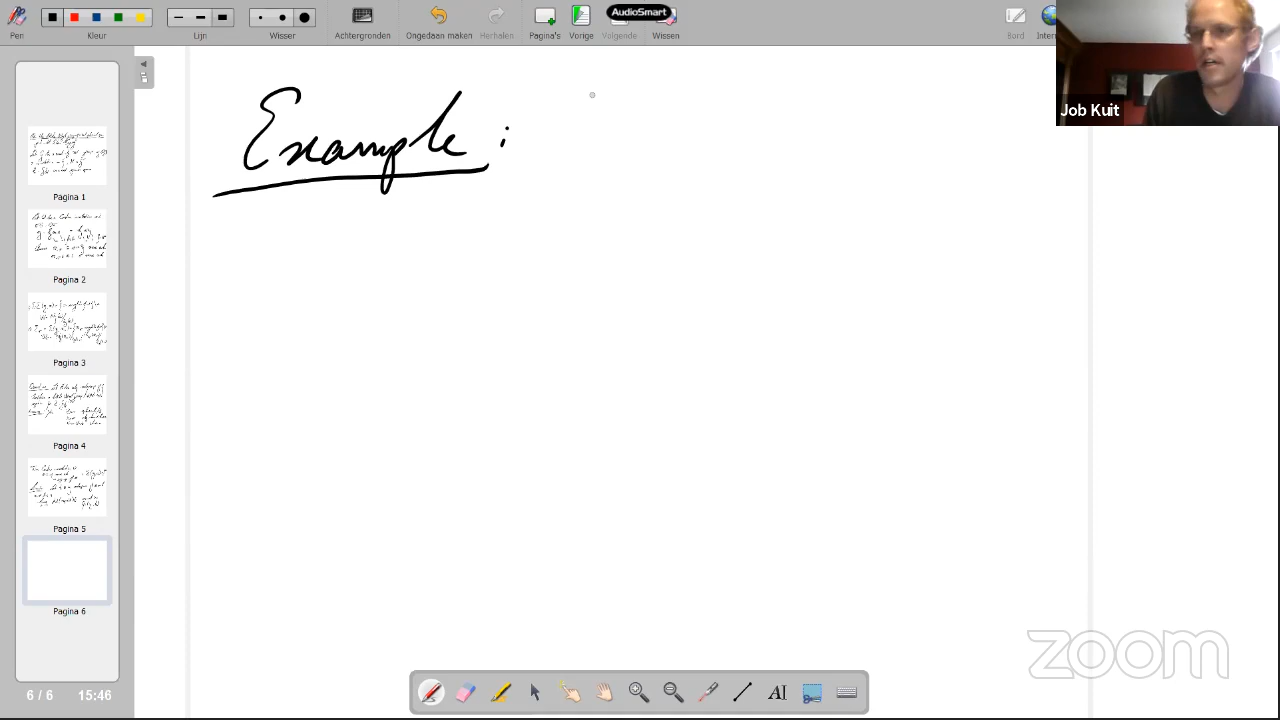 AudioSmart
Pen
Kleur
Lijn
Wisser
Achtergronden
Ongedaan maken
Herhalen
Pagina's
Vorige
Volgende
Wissen
Bord
Job Kuit
Example :
Pagina 1
Pagina 2
Pagina 3
Pagina 4
Pagina 5
Pagina 6
6 / 6 15:46
AI
zoom